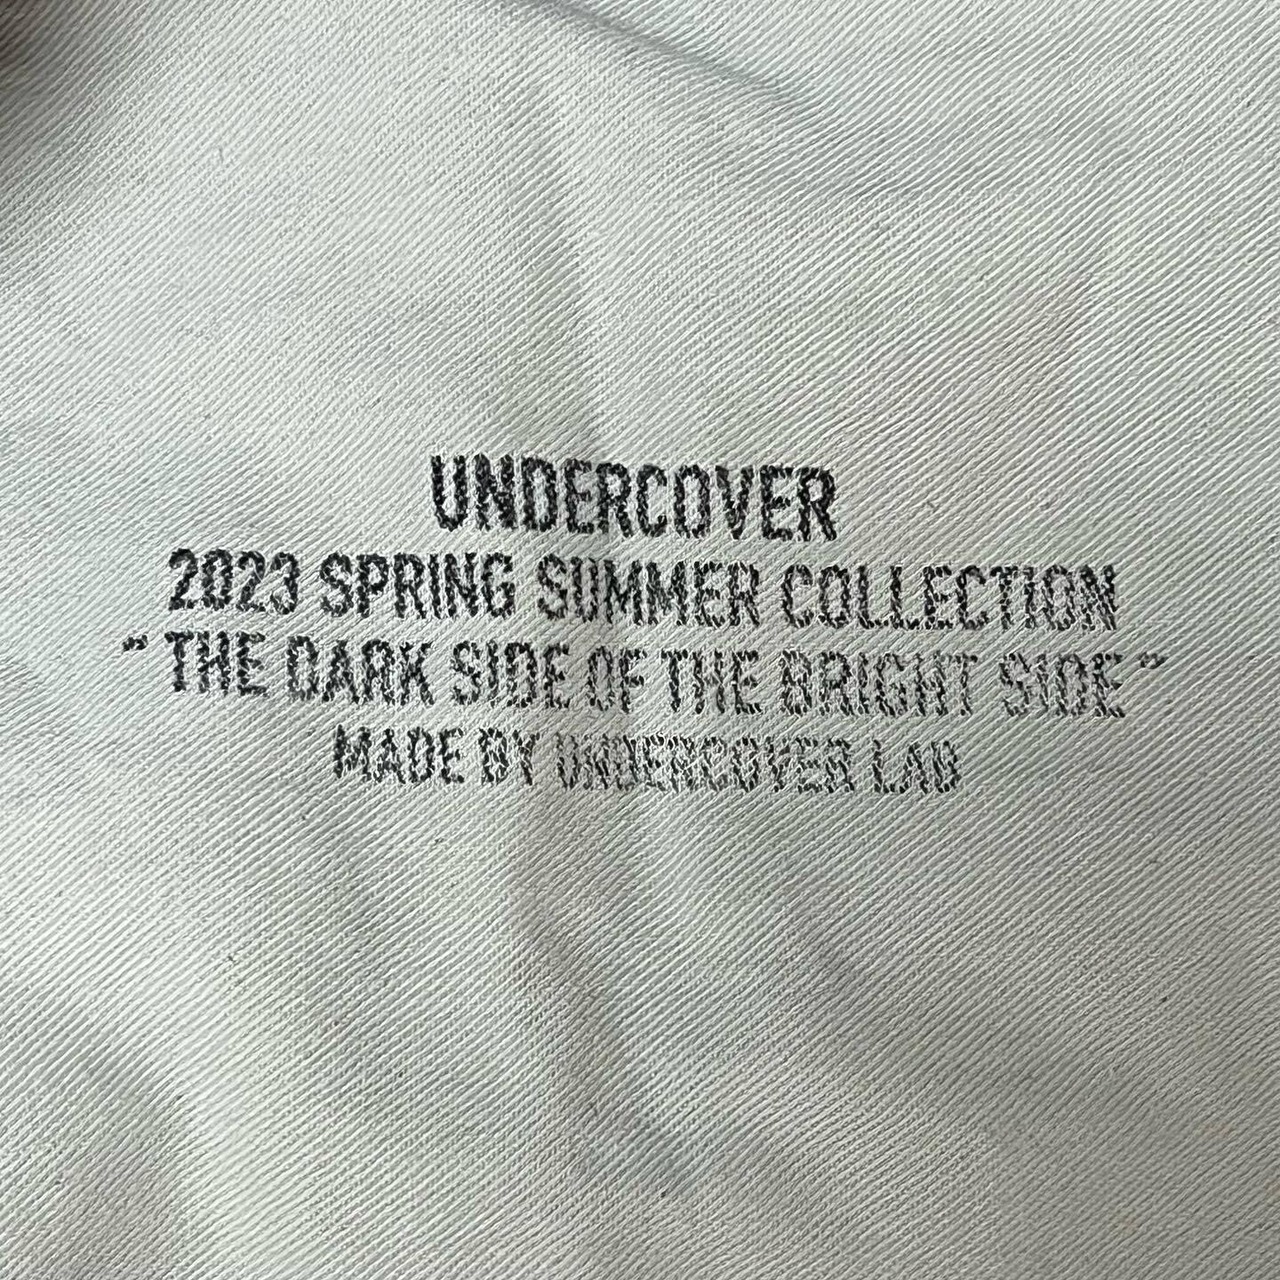 UNDERCOVER
2023 SPRING SUMMER COLLECTION
“ THE DARK SIDE OF THE BRIGHT SIDE ”
MADE BY UNDERCOVER LAB